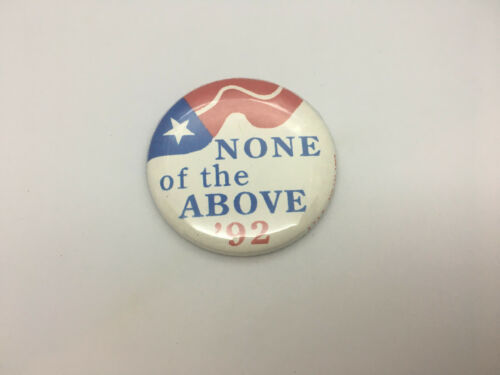 NONE
of the
ABOVE
'92